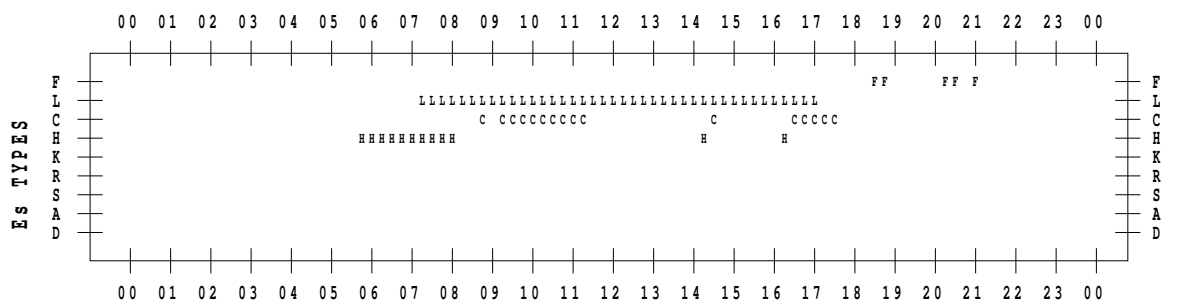 00 01 02 03 04 05 06 07 08 09 10 11 12 13 14 15 16 17 18 19 20 21 22 23 00
Es TYPES
F FF FF F F
L LLLLLLLLLLLLLLLLLLLLLLLLLLLLLLLLLLLLLLLL L
C C CCCCCCCCC C CCCCC C
H HHHHHHHHHH H H H
K K
R R
S S
A A
D D
00 01 02 03 04 05 06 07 08 09 10 11 12 13 14 15 16 17 18 19 20 21 22 23 00